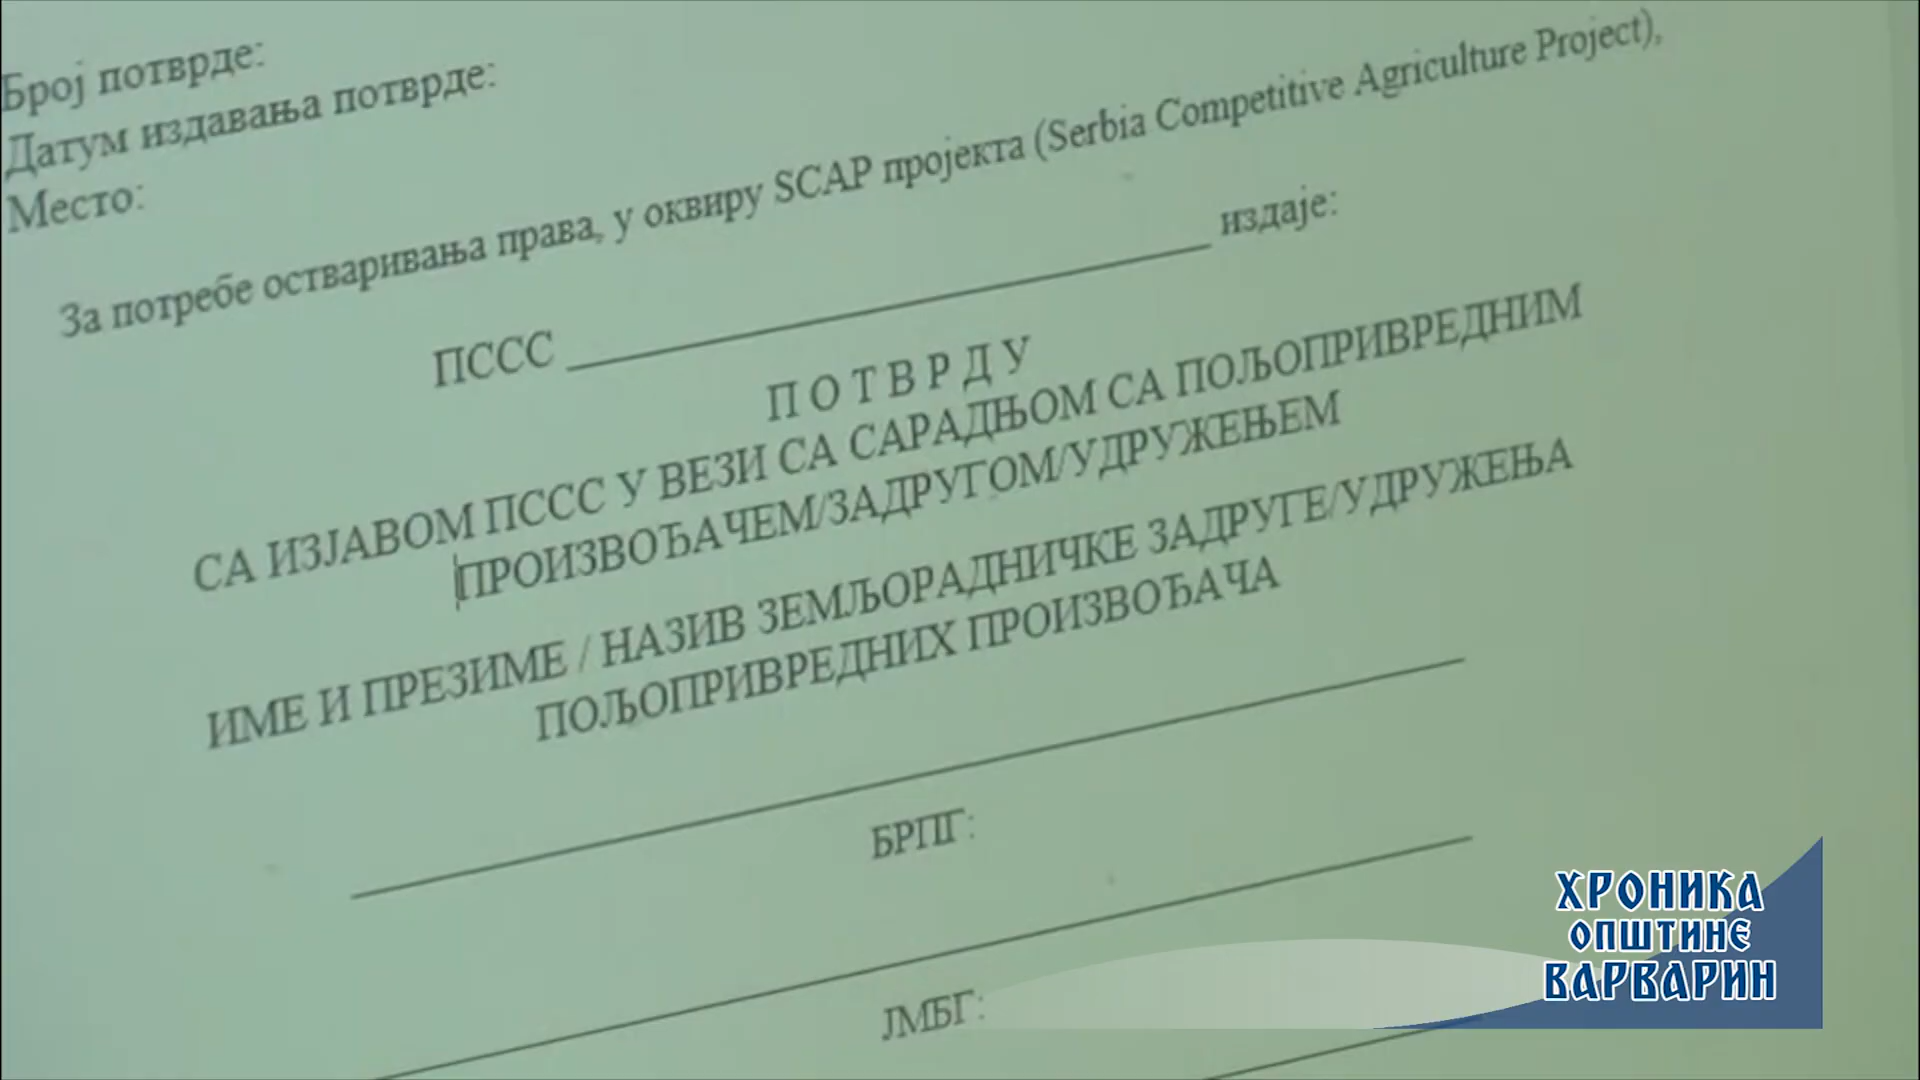 Број потврде:
Датум издавања потврде:
Место:
За потребе остваривања права, у оквиру SCAP пројекта (Serbia Competitive Agriculture Project),
ПССС ____________________ издаје:
П О Т В Р Д У
СА ИЗЈАВОМ ПССС У ВЕЗИ СА САРАДЊОМ СА ПОЉОПРИВРЕДНИМ
ПРОИЗВОЂАЧЕМ/ЗАДРУГОМ/УДРУЖЕЊЕМ
ИМЕ И ПРЕЗИМЕ / НАЗИВ ЗЕМЉОРАДНИЧКЕ ЗАДРУГЕ/УДРУЖЕЊА
ПОЉОПРИВРЕДНИХ ПРОИЗВОЂАЧА
БРПГ:
ЈМБГ:
ХРОНИКА
ОПШТИНЕ
ВАРВАРИН